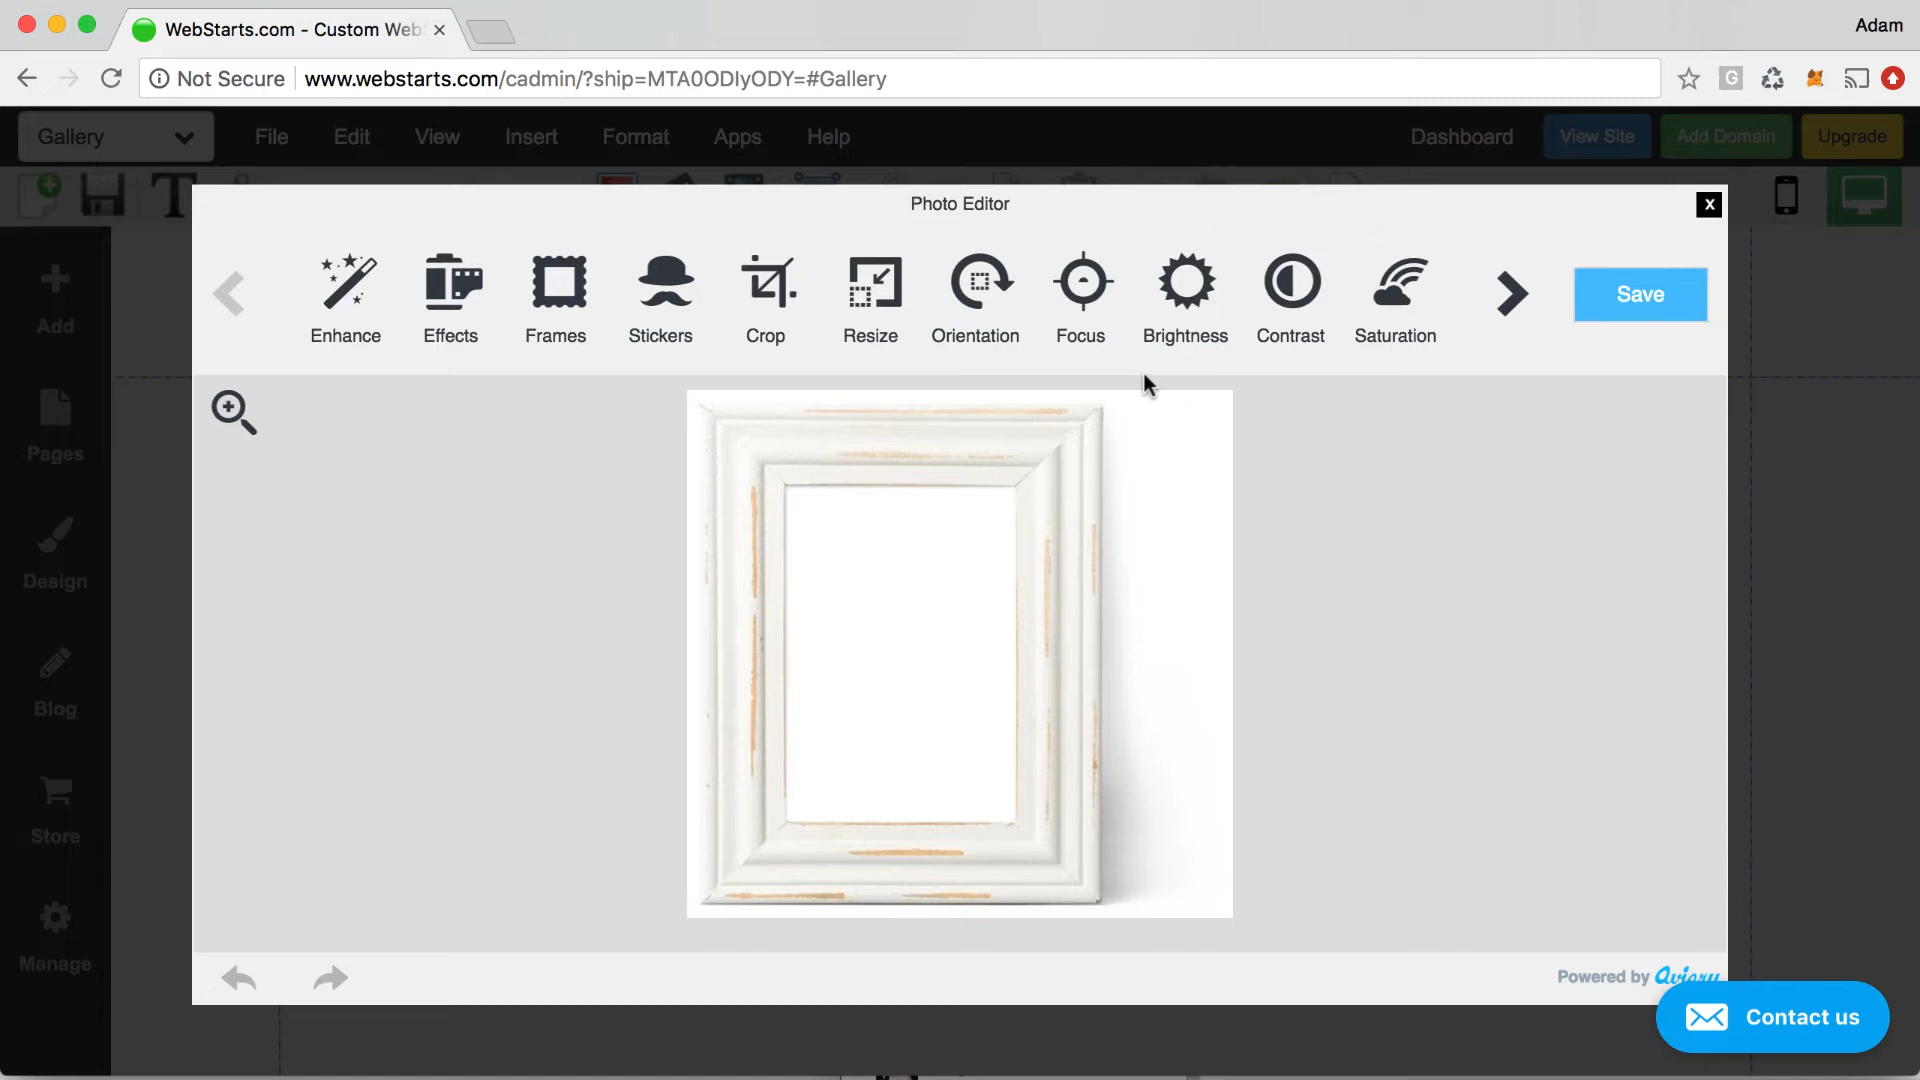 WebStarts.com - Custom Web
Adam
Not Secure
www.webstarts.com/cadmin/?ship=MTA0ODIyODY=#Gallery
G
Gallery
File
Edit
View
Insert
Format
Apps
Help
Dashboard
View Site
Add Domain
Upgrade
T
Photo Editor
x
Enhance
Effects
Frames
Stickers
Crop
Resize
Orientation
Focus
Brightness
Contrast
Saturation
Save
Add
Pages
Design
Blog
Store
Manage
Powered by Aviary
Contact us